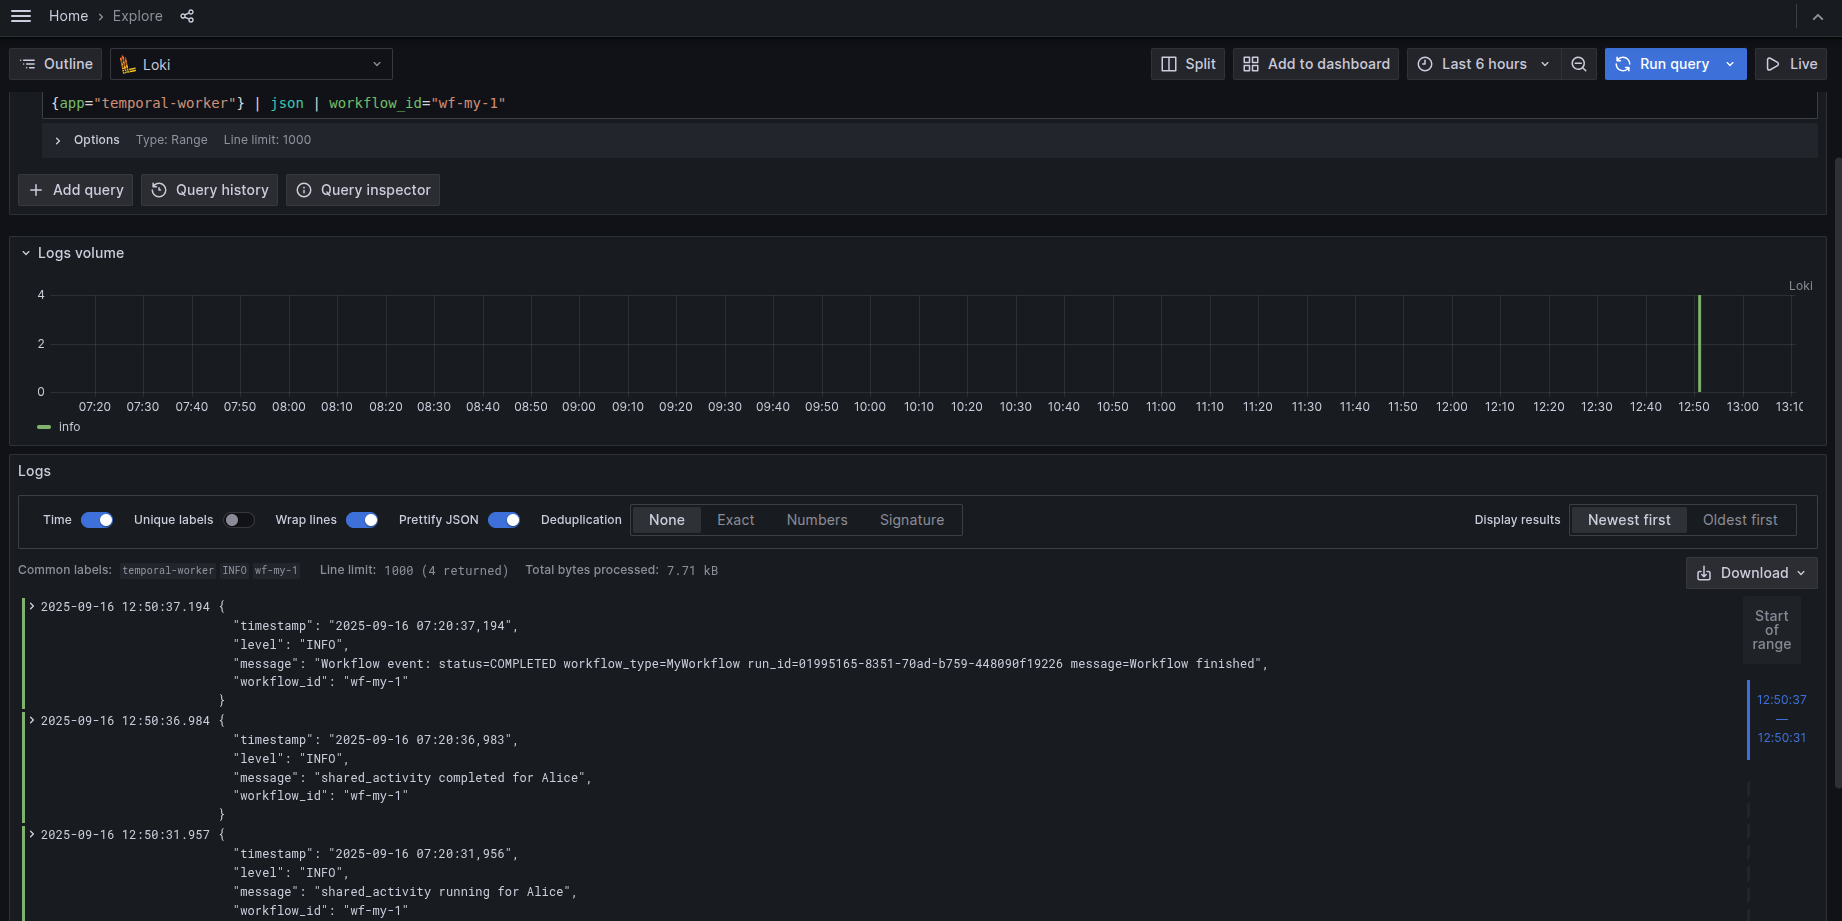 Home › Explore
Outline Loki Split Add to dashboard Last 6 hours Run query Live
{app="temporal-worker"} | json | workflow_id="wf-my-1"
Options Type: Range Line limit: 1000
Add query Query history Query inspector
Logs volume
Loki
4
2
0
07:20 07:30 07:40 07:50 08:00 08:10 08:20 08:30 08:40 08:50 09:00 09:10 09:20 09:30 09:40 09:50 10:00 10:10 10:20 10:30 10:40 10:50 11:00 11:10 11:20 11:30 11:40 11:50 12:00 12:10 12:20 12:30 12:40 12:50 13:00
info
Logs
Time Unique labels Wrap lines Prettify JSON Deduplication None Exact Numbers Signature Display results Newest first Oldest first
Common labels: temporal-worker INFO wf-my-1 Line limit: 1000 (4 returned) Total bytes processed: 7.71 kB Download
2025-09-16 12:50:37.194 {
"timestamp": "2025-09-16 07:20:37,194",
"level": "INFO",
"message": "Workflow event: status=COMPLETED workflow_type=MyWorkflow run_id=01995165-8351-70ad-b759-448090f19226 message=Workflow finished",
"workflow_id": "wf-my-1"
}
2025-09-16 12:50:36.984 {
"timestamp": "2025-09-16 07:20:36,983",
"level": "INFO",
"message": "shared_activity completed for Alice",
"workflow_id": "wf-my-1"
}
2025-09-16 12:50:31.957 {
"timestamp": "2025-09-16 07:20:31,956",
"level": "INFO",
"message": "shared_activity running for Alice",
"workflow_id": "wf-my-1"
Start
of
range
12:50:37
—
12:50:31